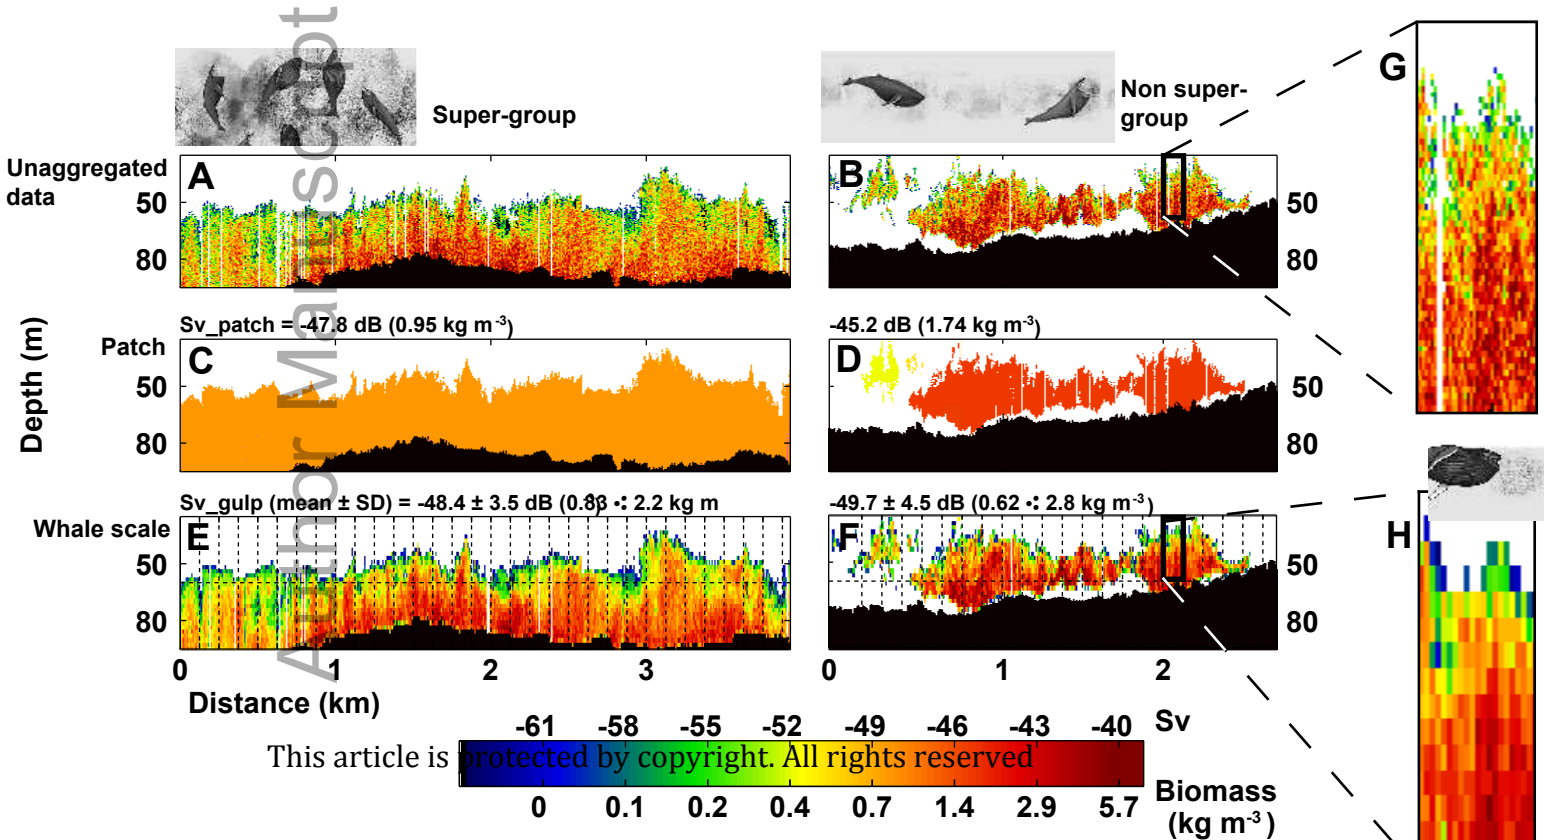 Author Manuscript
Super-group
Non super-
group
G
Unaggregated
data
A
B
50
80
50
80
Depth (m)
Sv_patch = -47.8 dB (0.95 kg m-3)
-45.2 dB (1.74 kg m-3)
Patch
C
D
50
80
50
80
Sv_gulp (mean ± SD) = -48.4 ± 3.5 dB (0.83 ·: 2.2 kg m
-49.7 ± 4.5 dB (0.62 ·: 2.8 kg m-3)
Whale scale
E
F
H
50
80
50
80
0 1 2 3
0 1 2
Distance (km)
-61 -58 -55 -52 -49 -46 -43 -40 Sv
This article is protected by copyright. All rights reserved
0 0.1 0.2 0.4 0.7 1.4 2.9 5.7 Biomass
(kg m-3)